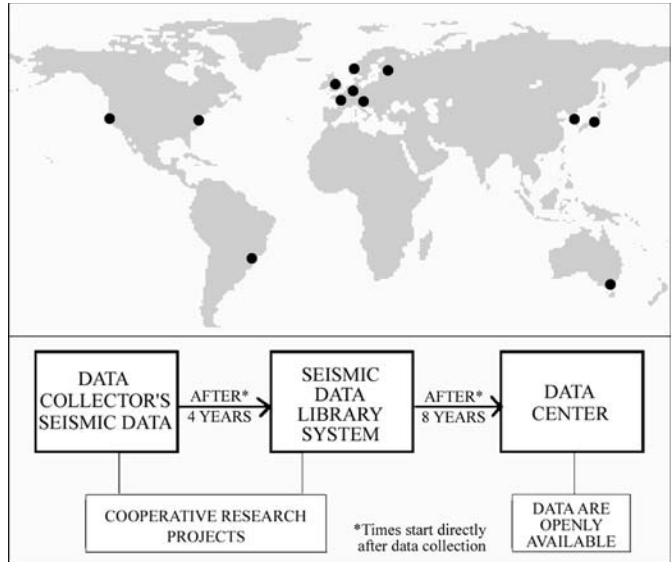 DATA
COLLECTOR'S
SEISMIC DATA
AFTER*
4 YEARS
SEISMIC
DATA
LIBRARY
SYSTEM
AFTER*
8 YEARS
DATA
CENTER
COOPERATIVE RESEARCH
PROJECTS
*Times start directly
after data collection
DATA ARE
OPENLY
AVAILABLE